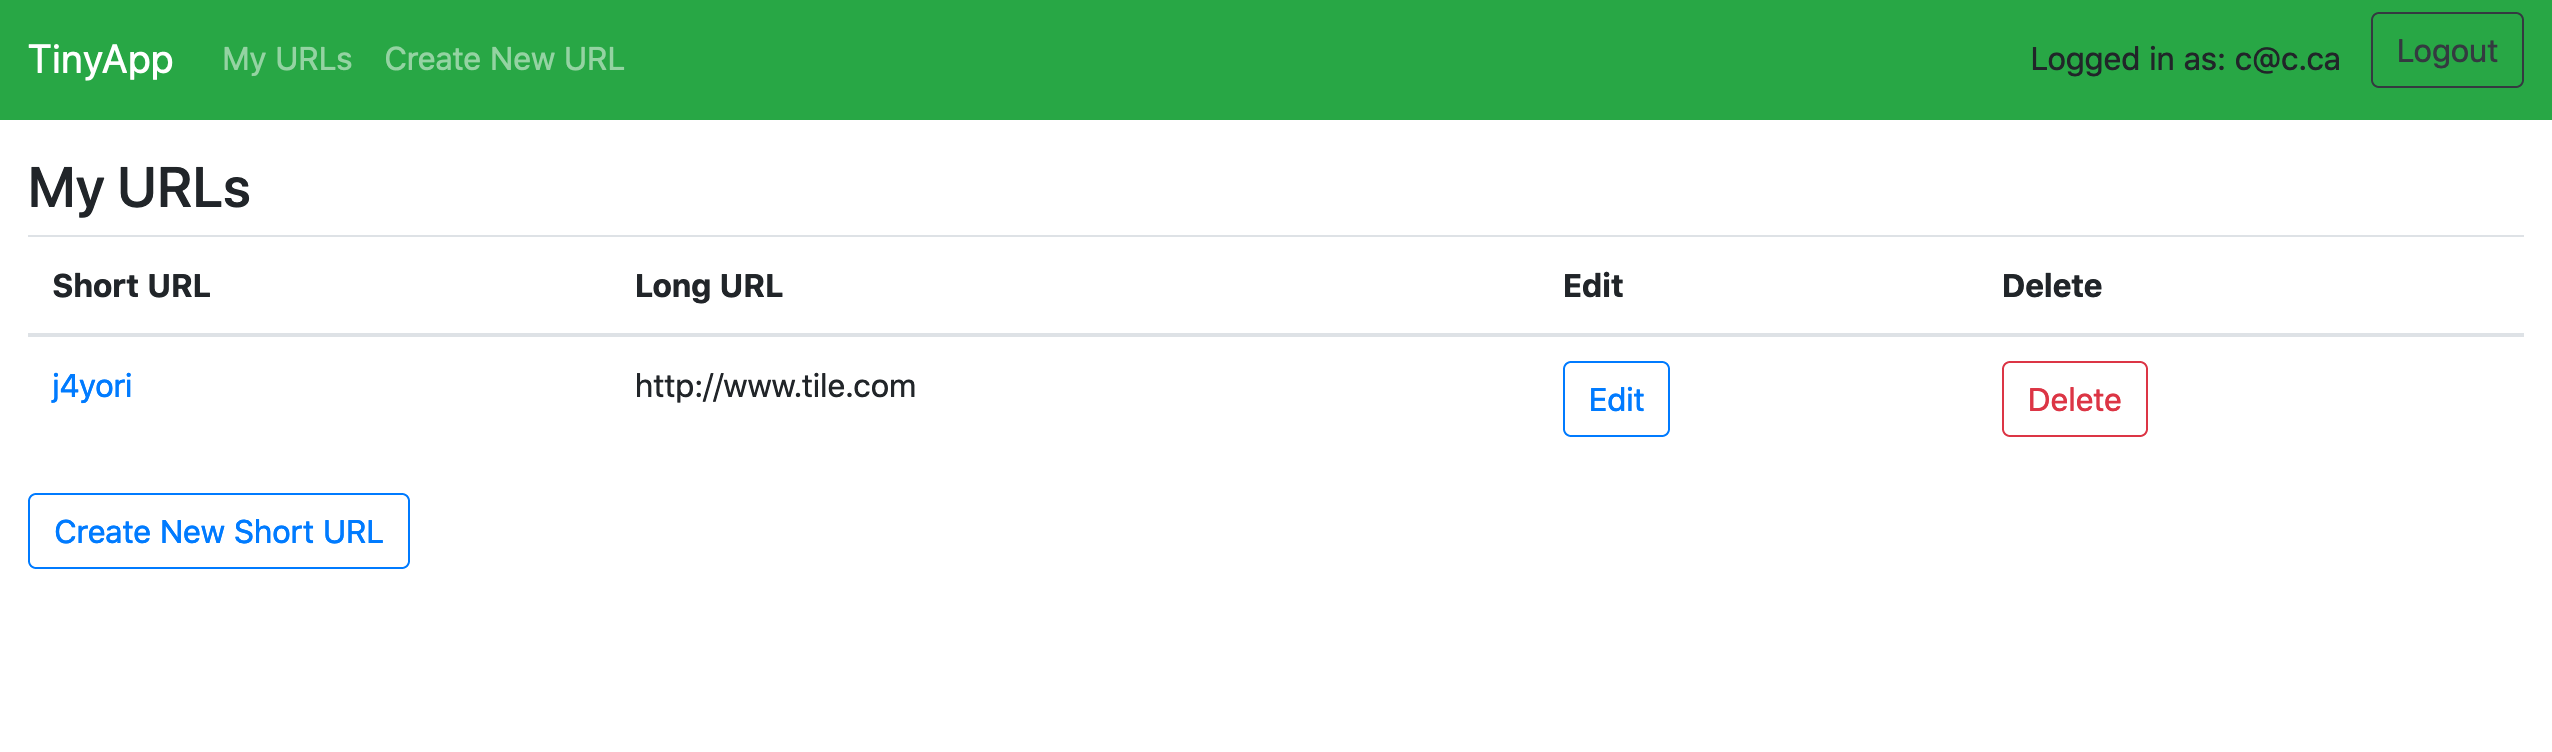 TinyApp My URLs Create New URL Logged in as: c@c.ca Logout
My URLs
Short URL Long URL Edit Delete
j4yori http://www.tile.com Edit Delete
Create New Short URL